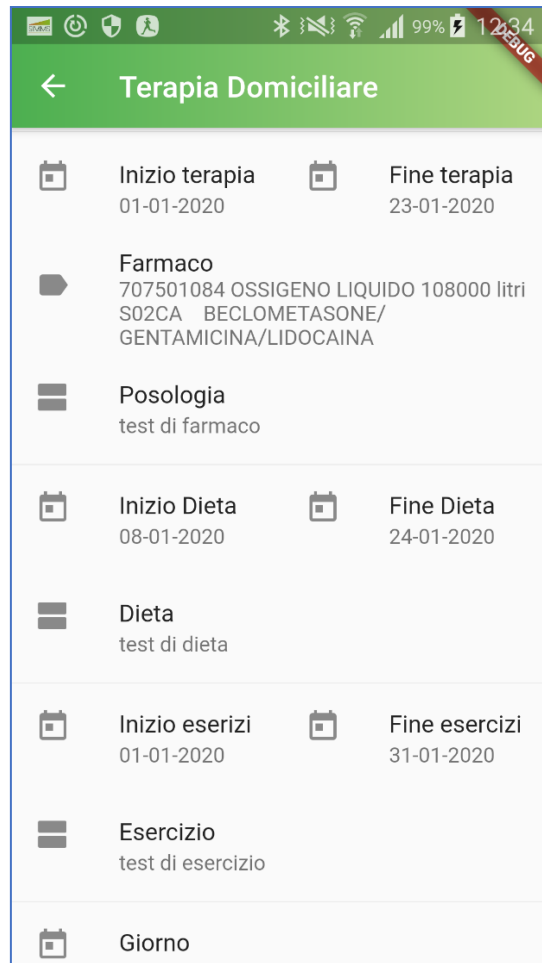 99% 12:34
DEBUG
Terapia Domiciliare
Inizio terapia Fine terapia
01-01-2020 23-01-2020
Farmaco
707501084 OSSIGENO LIQUIDO 108000 litri
S02CA BECLOMETASONE/
GENTAMICINA/LIDOCAINA
Posologia
test di farmaco
Inizio Dieta Fine Dieta
08-01-2020 24-01-2020
Dieta
test di dieta
Inizio eserizi Fine esercizi
01-01-2020 31-01-2020
Esercizio
test di esercizio
Giorno